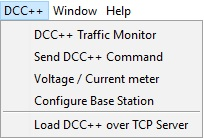 DCC++ Window Help
DCC++ Traffic Monitor
Send DCC++ Command
Voltage / Current meter
Configure Base Station
Load DCC++ over TCP Server